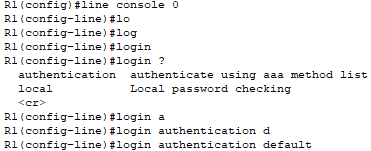 R1(config)#line console 0
R1(config-line)#lo
R1(config-line)#log
R1(config-line)#login
R1(config-line)#login ?
  authentication  authenticate using aaa method list
  local           Local password checking
  <cr>
R1(config-line)#login a
R1(config-line)#login authentication d
R1(config-line)#login authentication default